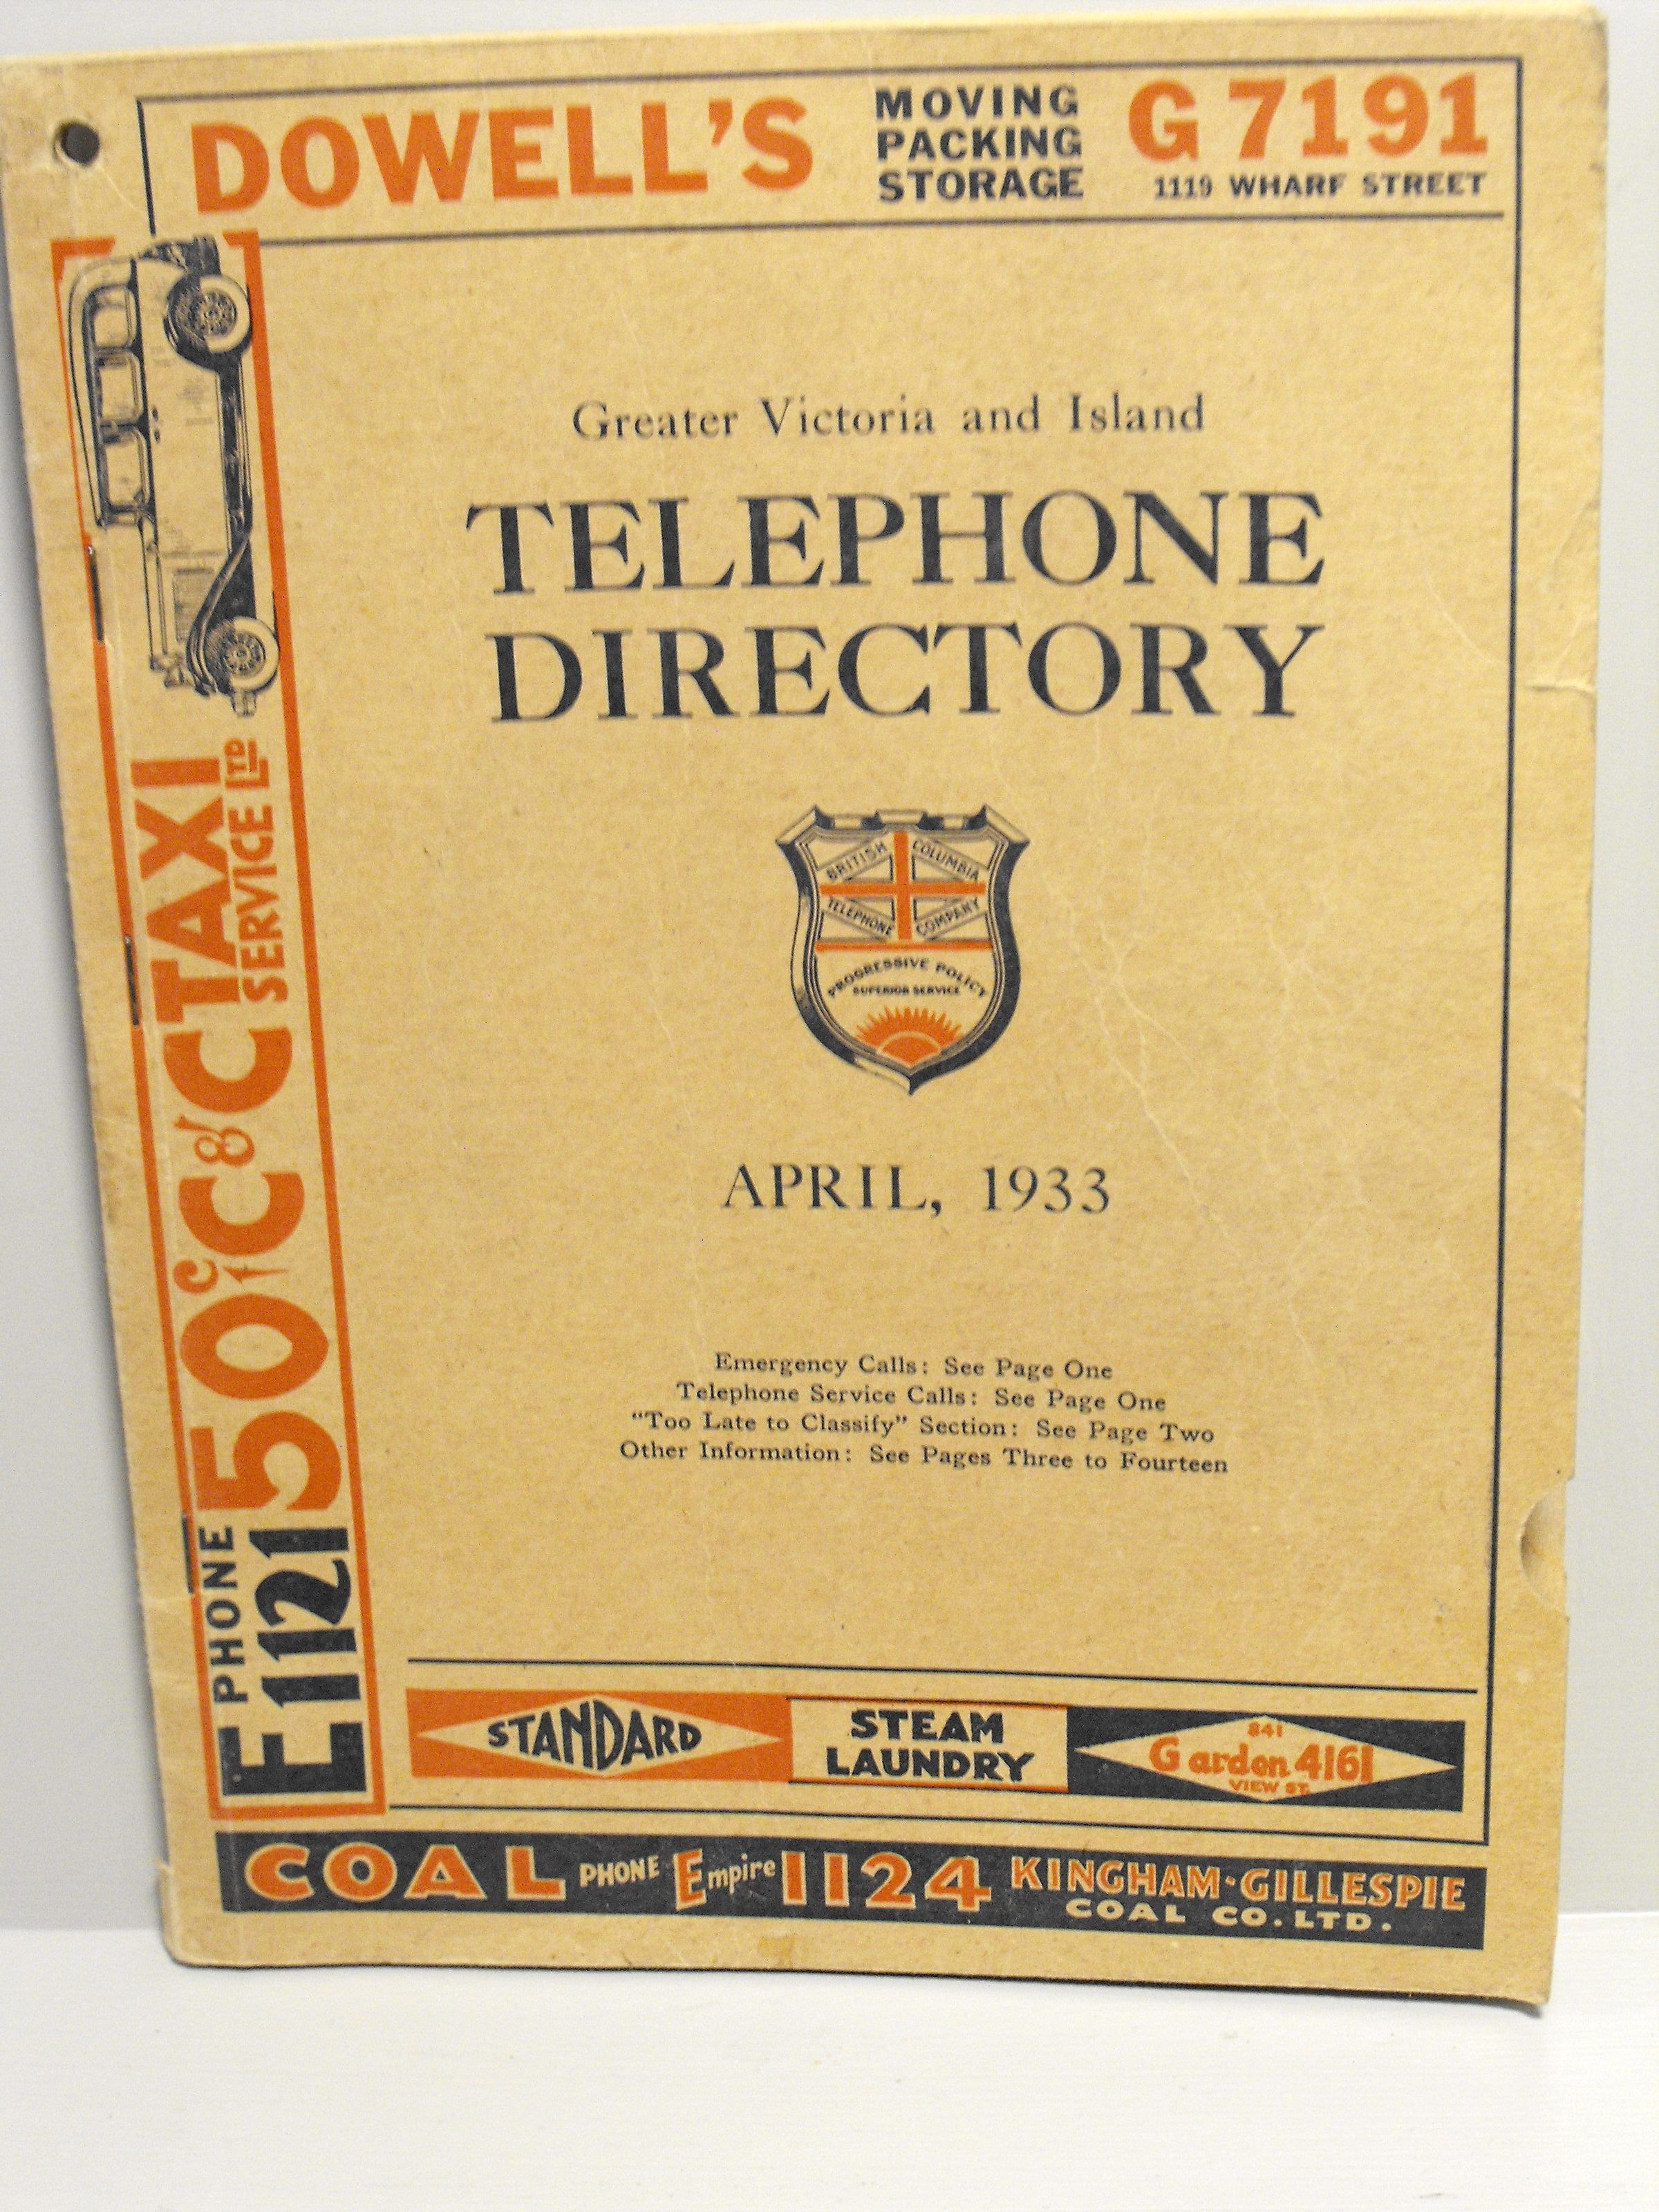 DOWELL'S
MOVING
PACKING
STORAGE
G 7191
1119 WHARF STREET
Greater Victoria and Island
TELEPHONE
DIRECTORY
BRITISH COLUMBIA
TELEPHONE COMPANY
PROGRESSIVE POLICY
SUPERIOR SERVICE
APRIL, 1933
Emergency Calls: See Page One
Telephone Service Calls: See Page One
"Too Late to Classify" Section: See Page Two
Other Information: See Pages Three to Fourteen
PHONE
E1121
50c C & C TAXI
SERVICE LTD
STANDARD
STEAM
LAUNDRY
841
Garden 4161
VIEW ST.
COAL PHONE Empire 1124 KINGHAM-GILLESPIE
COAL CO. LTD.